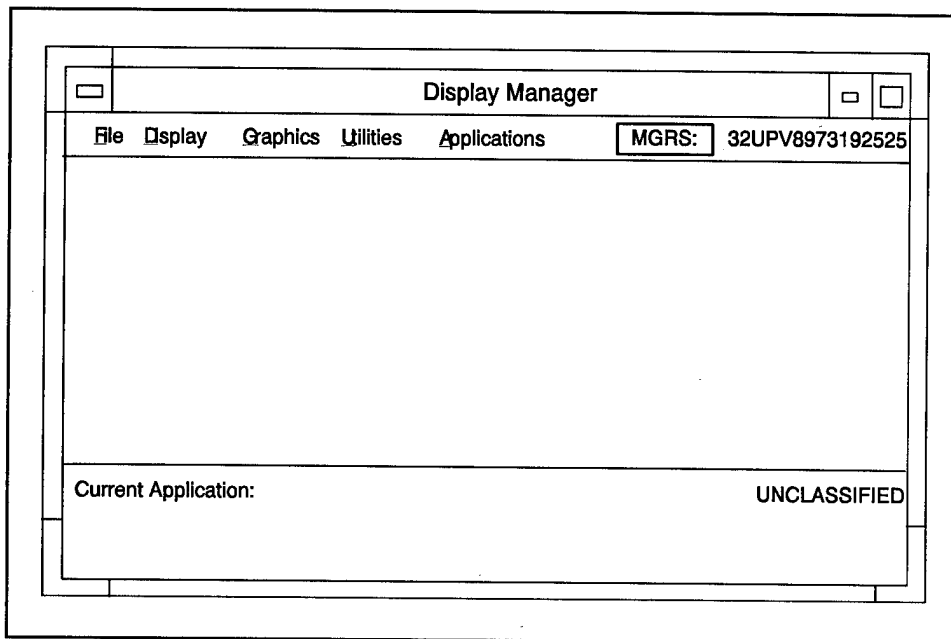 Display Manager
File Display Graphics Utilities Applications MGRS: 32UPV8973192525
Current Application: UNCLASSIFIED